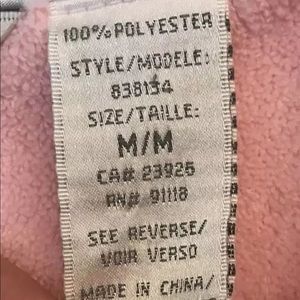 100% POLYESTER
STYLE/MODELE:
838134
SIZE/TAILLE:
M/M
CA# 23925
RN# 91118
SEE REVERSE/
VOIR VERSO
MADE IN CHINA/